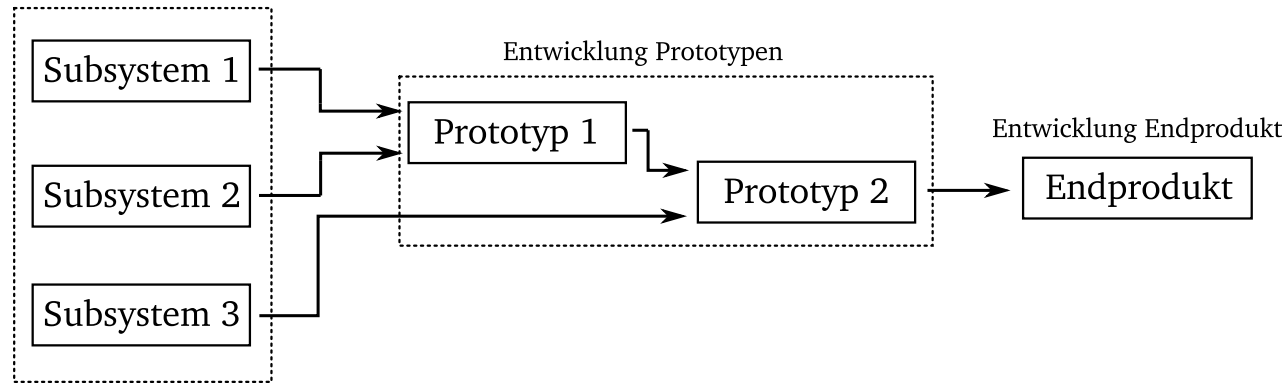 Subsystem 1
Subsystem 2
Subsystem 3
Entwicklung Prototypen
Prototyp 1
Prototyp 2
Entwicklung Endprodukt
Endprodukt